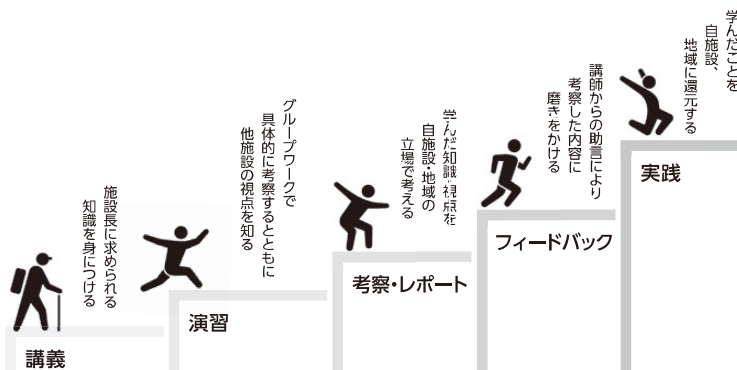 施設長に求められる
知識を身につける
講義
グループワークで
具体的に考察するとともに
他施設の視点を知る
演習
学んだ知識・視点を
自施設・地域の
立場で考える
考察・レポート
講師からの助言により
考察した内容に
磨きをかける
フィードバック
学んだことを
自施設、
地域に還元する
実践